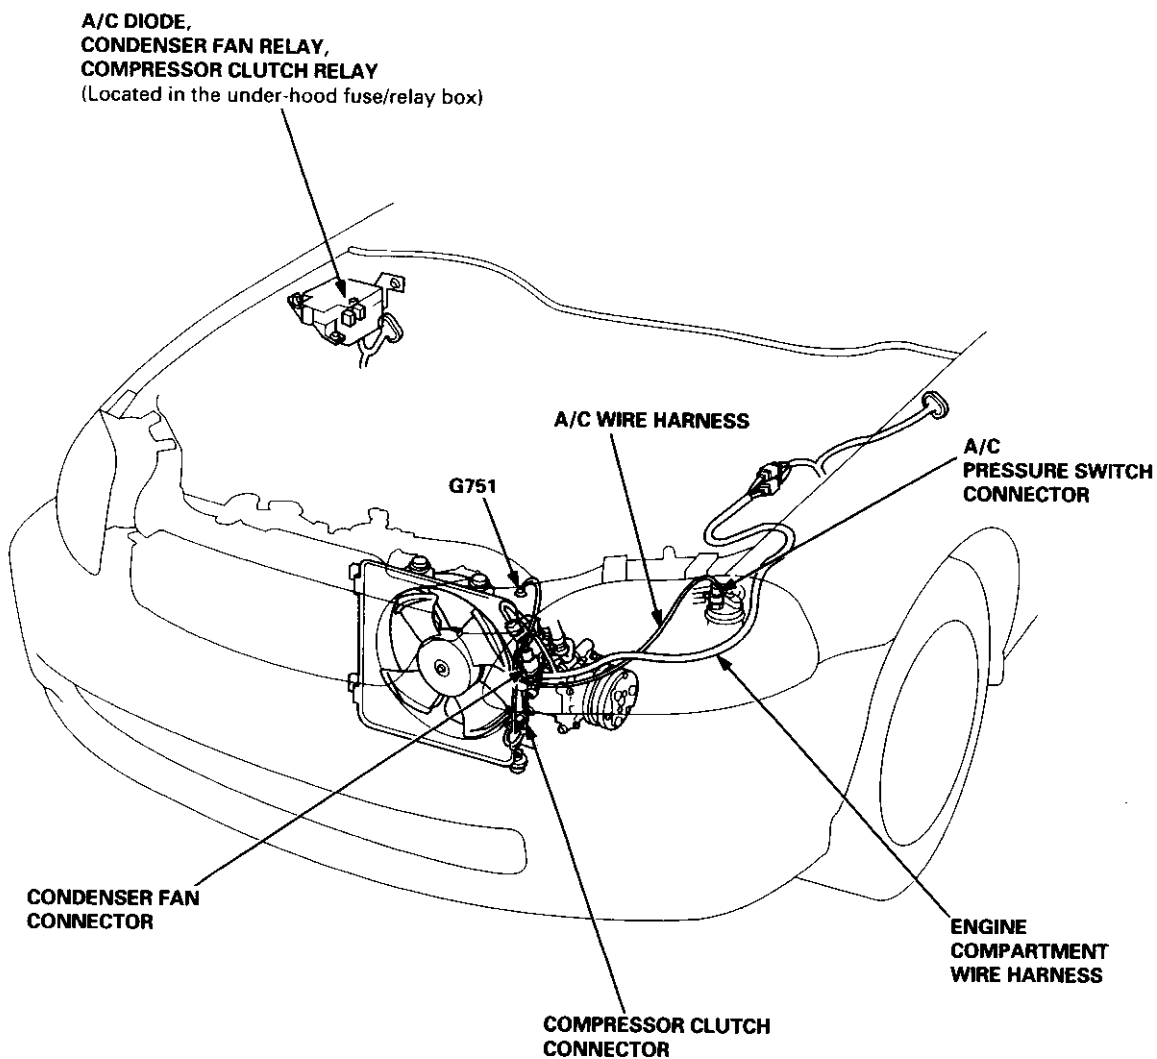 A/C DIODE,
CONDENSER FAN RELAY,
COMPRESSOR CLUTCH RELAY
(Located in the under-hood fuse/relay box)
A/C WIRE HARNESS
A/C
PRESSURE SWITCH
CONNECTOR
G751
CONDENSER FAN
CONNECTOR
ENGINE
COMPARTMENT
WIRE HARNESS
COMPRESSOR CLUTCH
CONNECTOR